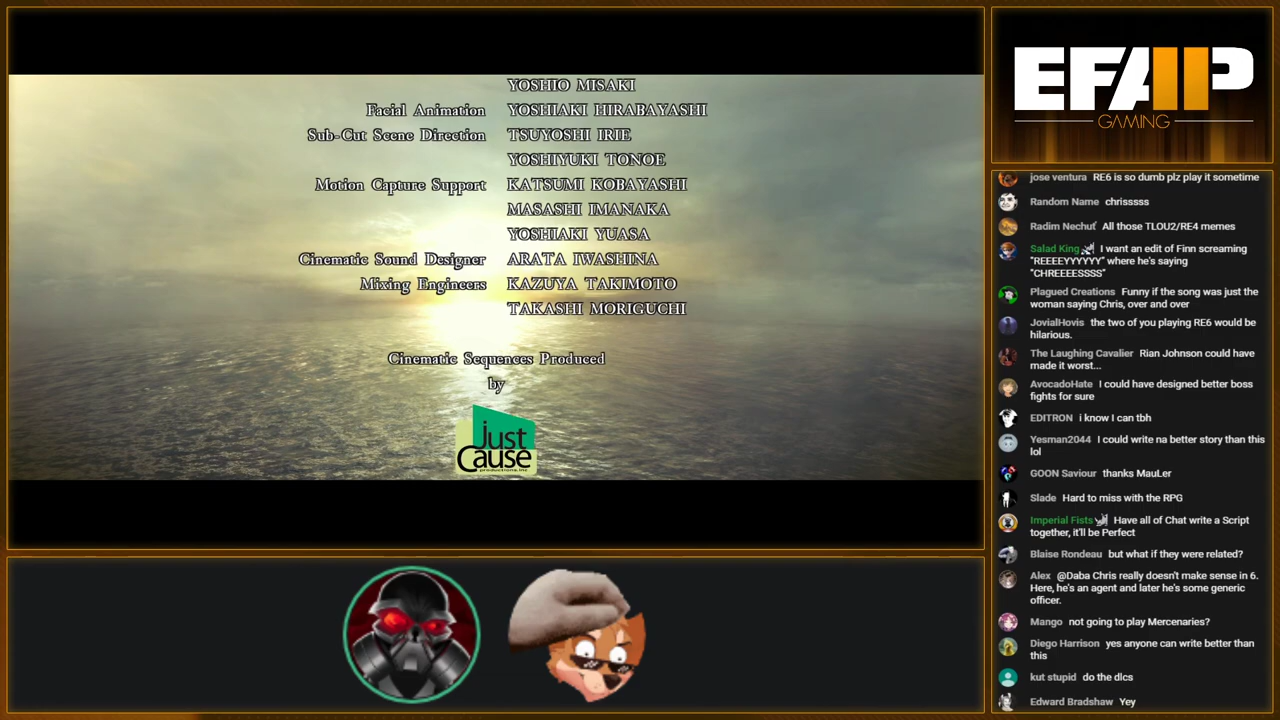 YOSHIO MISAKI
Facial Animation YOSHIAKI HIRABAYASHI
Sub-Cut Scene Direction TSUYOSHI IRIE
YOSHIYUKI TONOE
Motion Capture Support KATSUMI KOBAYASHI
MASASHI IMANAKA
YOSHIAKI YUASA
Cinematic Sound Designer ARATA IWASHINA
Mixing Engineers KAZUYA TAKIMOTO
TAKASHI MORIGUCHI
Cinematic Sequences Produced
by
just
Cause
productions.inc
EFAP
GAMING
jose ventura RE6 is so dumb plz play it sometime
Random Name chrisssss
Radim Nechuť All those TLOU2/RE4 memes
Salad King I want an edit of Finn screaming
"REEEEYYYYYY" where he's saying
"CHREEEESSSS"
Plagued Creations Funny if the song was just the
woman saying Chris, over and over
JovialHovis the two of you playing RE6 would be
hilarious.
The Laughing Cavalier Rian Johnson could have
made it worst...
AvocadoHate I could have designed better boss
fights for sure
EDITRON i know I can tbh
Yesman2044 I could write na better story than this
lol
GOON Saviour thanks MauLer
Slade Hard to miss with the RPG
Imperial Fists Have all of Chat write a Script
together, it'll be Perfect
Blaise Rondeau but what if they were related?
Alex @Daba Chris really doesn't make sense in 6.
Here, he's an agent and later he's some generic
officer.
Mango not going to play Mercenaries?
Diego Harrison yes anyone can write better than
this
kut stupid do the dlcs
Edward Bradshaw Yey